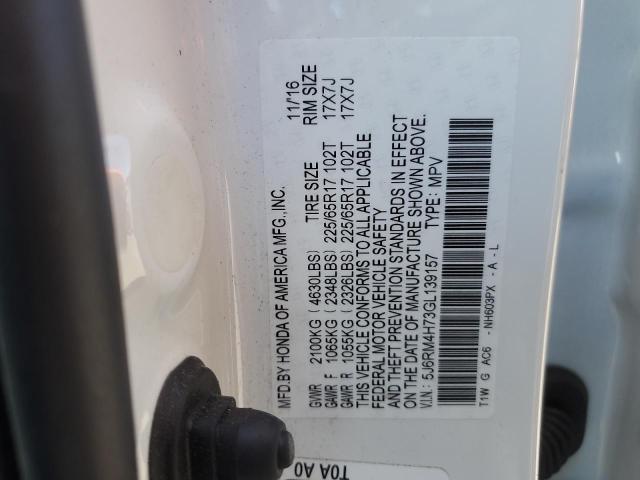 MFD.BY HONDA OF AMERICA MFG.,INC. 11/16
GVWR 2100KG ( 4630LBS) TIRE SIZE RIM SIZE
GAWR F 1065KG ( 2348LBS) 225/65R17 102T 17X7J
GAWR R 1055KG ( 2326LBS) 225/65R17 102T 17X7J
THIS VEHICLE CONFORMS TO ALL APPLICABLE
FEDERAL MOTOR VEHICLE SAFETY
AND THEFT PREVENTION STANDARDS IN EFFECT
ON THE DATE OF MANUFACTURE SHOWN ABOVE.
V.I.N.: 5J6RM4H73GL139157 TYPE: MPV
T1W G AC6 - NH603PX - A - L
T0A A0